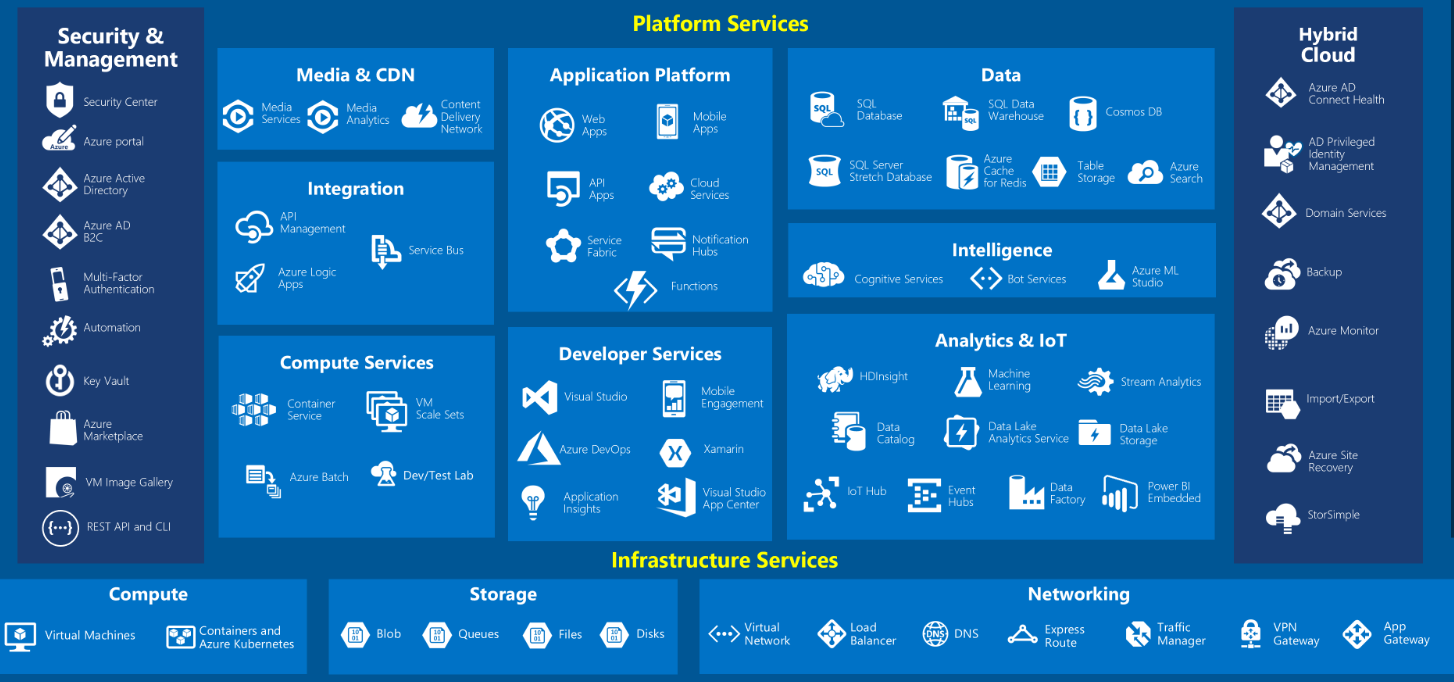 Platform Services
Security &
Management
Security Center
Azure portal
Azure Active
Directory
Azure AD
B2C
Multi-Factor
Authentication
Automation
Key Vault
Azure
Marketplace
VM Image Gallery
REST API and CLI
Media & CDN
Media
Services
Media
Analytics
Content
Delivery
Network
Integration
API
Management
Service Bus
Azure Logic
Apps
Compute Services
Container
Service
VM
Scale Sets
Azure Batch
Dev/Test Lab
Application Platform
Web
Apps
Mobile
Apps
API
Apps
Cloud
Services
Service
Fabric
Notification
Hubs
Functions
Developer Services
Visual Studio
Mobile
Engagement
Azure DevOps
Xamarin
Application
Insights
Visual Studio
App Center
Data
SQL
SQL
Database
SQL
SQL Data
Warehouse
Cosmos DB
SQL
SQL Server
Stretch Database
Azure
Cache
for Redis
Table
Storage
Azure
Search
Intelligence
Cognitive Services
Bot Services
Azure ML
Studio
Analytics & IoT
HDInsight
Machine
Learning
Stream Analytics
Data
Catalog
Data Lake
Analytics Service
Data Lake
Storage
IoT Hub
Event
Hubs
Data
Factory
Power BI
Embedded
Hybrid
Cloud
Azure AD
Connect Health
AD Privileged
Identity
Management
Domain Services
Backup
Azure Monitor
Import/Export
Azure Site
Recovery
StorSimple
Infrastructure Services
Compute
Virtual Machines
Containers and
Azure Kubernetes
Storage
Blob
Queues
Files
Disks
Networking
Virtual
Network
Load
Balancer
DNS
DNS
Express
Route
Traffic
Manager
VPN
Gateway
App
Gateway